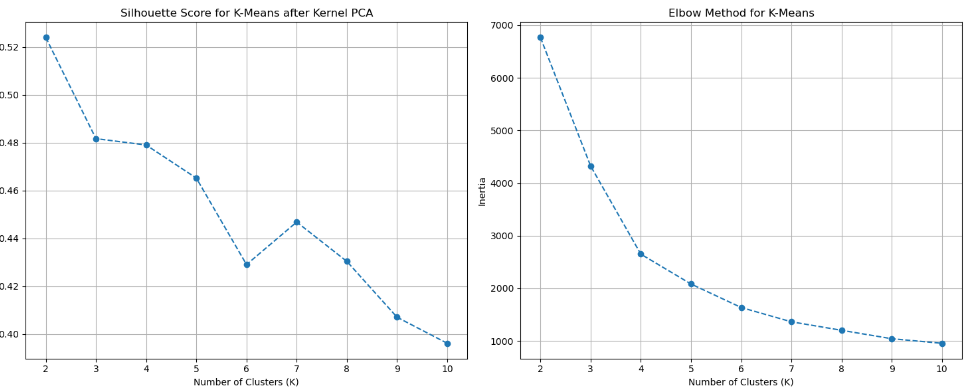 Silhouette Score for K-Means after Kernel PCA
0.52
0.50
0.48
0.46
0.44
0.42
0.40
2 3 4 5 6 7 8 9 10
Number of Clusters (K)
Elbow Method for K-Means
7000
6000
5000
4000
3000
2000
1000
Inertia
2 3 4 5 6 7 8 9 10
Number of Clusters (K)